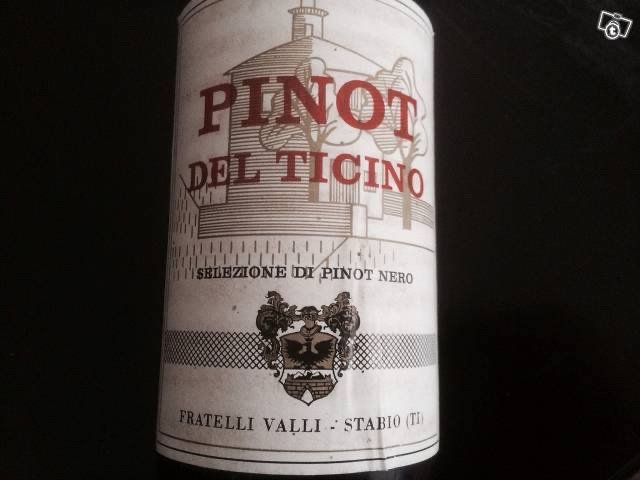 PINOT
DEL TICINO
SELEZIONE DI PINOT NERO
FRATELLI VALLI - STABIO (TI)